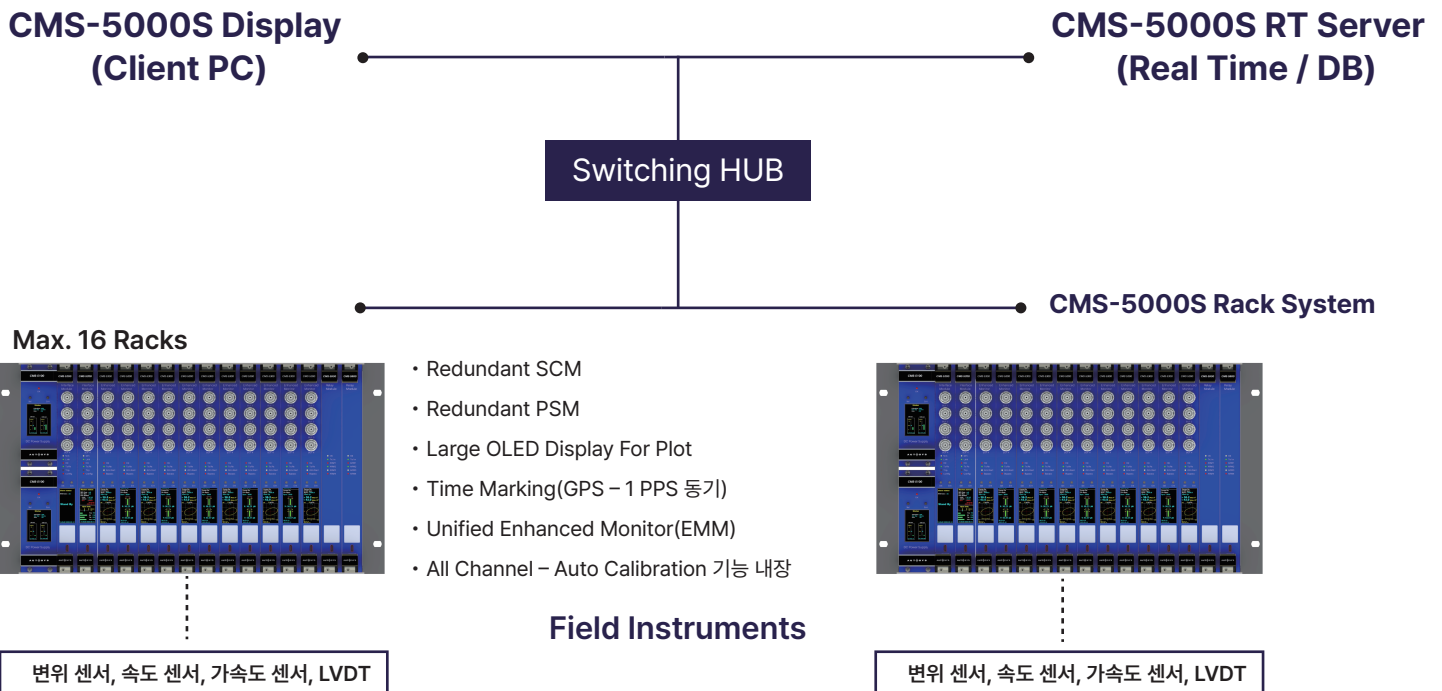 CMS-5000S Display
(Client PC)
CMS-5000S RT Server
(Real Time / DB)
Switching HUB
CMS-5000S Rack System
Max. 16 Racks
• Redundant SCM
• Redundant PSM
• Large OLED Display For Plot
• Time Marking(GPS – 1 PPS 동기)
• Unified Enhanced Monitor(EMM)
• All Channel – Auto Calibration 기능 내장
Field Instruments
변위 센서, 속도 센서, 가속도 센서, LVDT
변위 센서, 속도 센서, 가속도 센서, LVDT